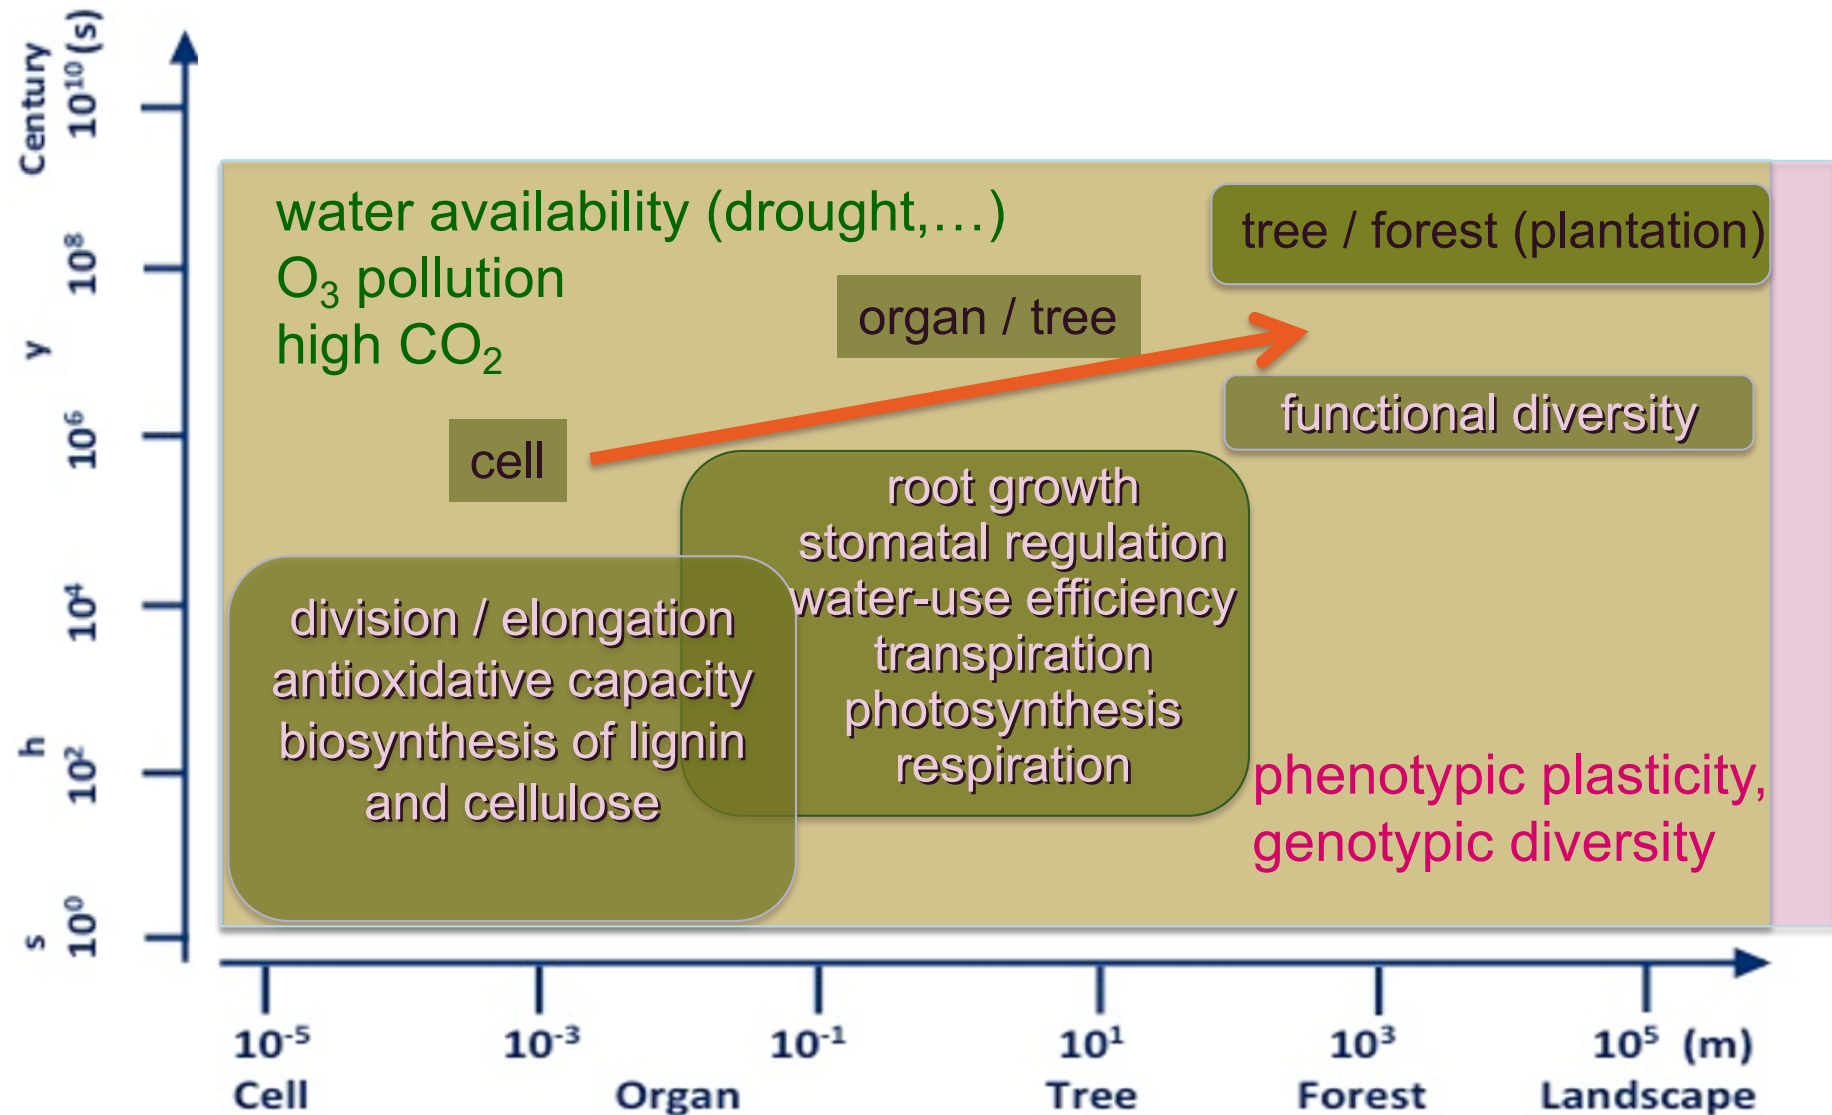 Century
10¹⁰ (s)
10⁸
y
10⁶
10⁴
h
10²
s
10⁰
water availability (drought,…)
O₃ pollution
high CO₂
tree / forest (plantation)
organ / tree
functional diversity
cell
root growth
stomatal regulation
water-use efficiency
transpiration
photosynthesis
respiration
division / elongation
antioxidative capacity
biosynthesis of lignin
and cellulose
phenotypic plasticity,
genotypic diversity
10⁻⁵ 10⁻³ 10⁻¹ 10¹ 10³ 10⁵ (m)
Cell Organ Tree Forest Landscape